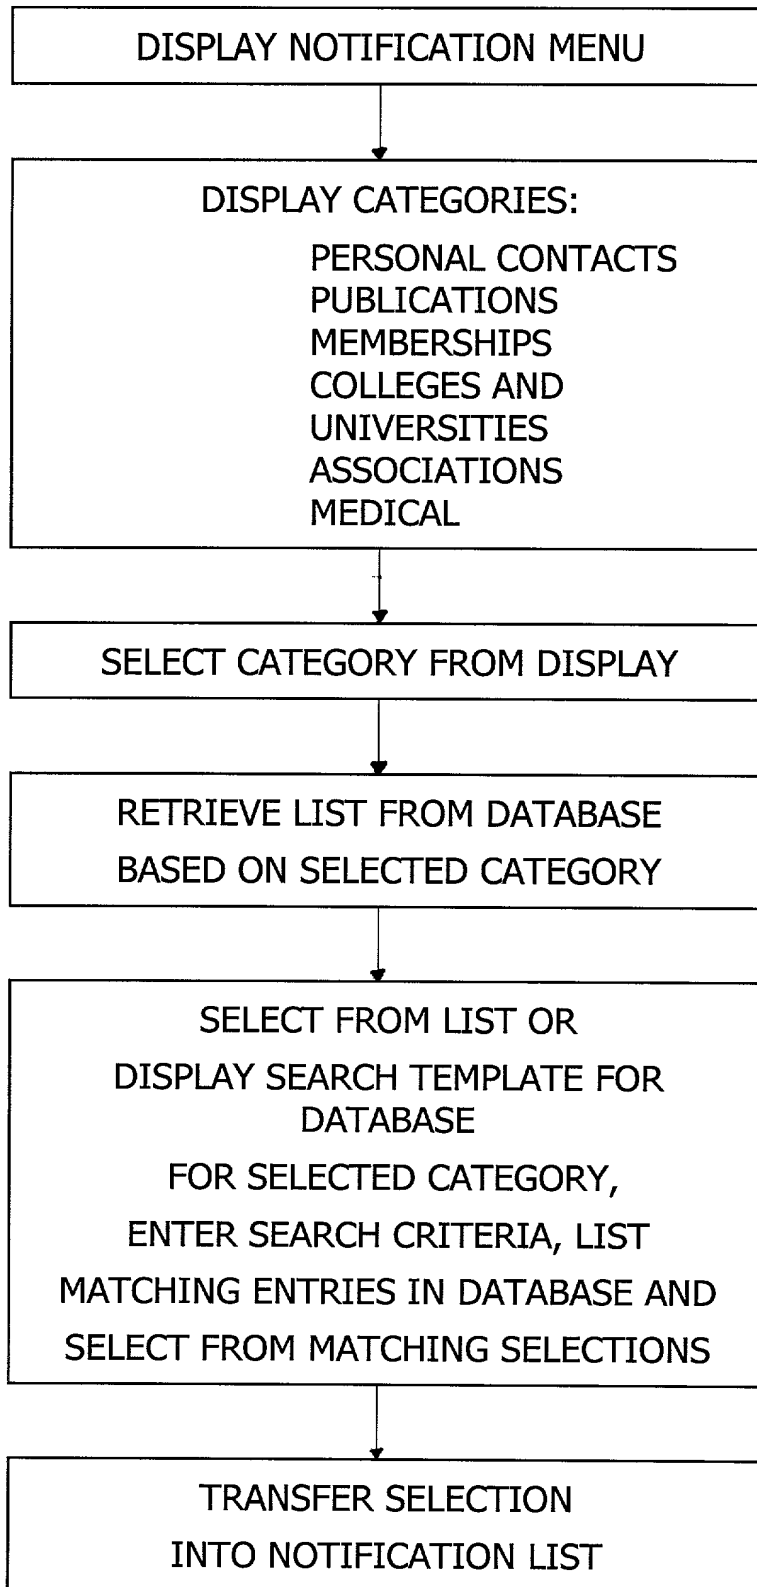 DISPLAY NOTIFICATION MENU
DISPLAY CATEGORIES:
PERSONAL CONTACTS
PUBLICATIONS
MEMBERSHIPS
COLLEGES AND
UNIVERSITIES
ASSOCIATIONS
MEDICAL
SELECT CATEGORY FROM DISPLAY
RETRIEVE LIST FROM DATABASE
BASED ON SELECTED CATEGORY
SELECT FROM LIST OR
DISPLAY SEARCH TEMPLATE FOR
DATABASE
FOR SELECTED CATEGORY,
ENTER SEARCH CRITERIA, LIST
MATCHING ENTRIES IN DATABASE AND
SELECT FROM MATCHING SELECTIONS
TRANSFER SELECTION
INTO NOTIFICATION LIST